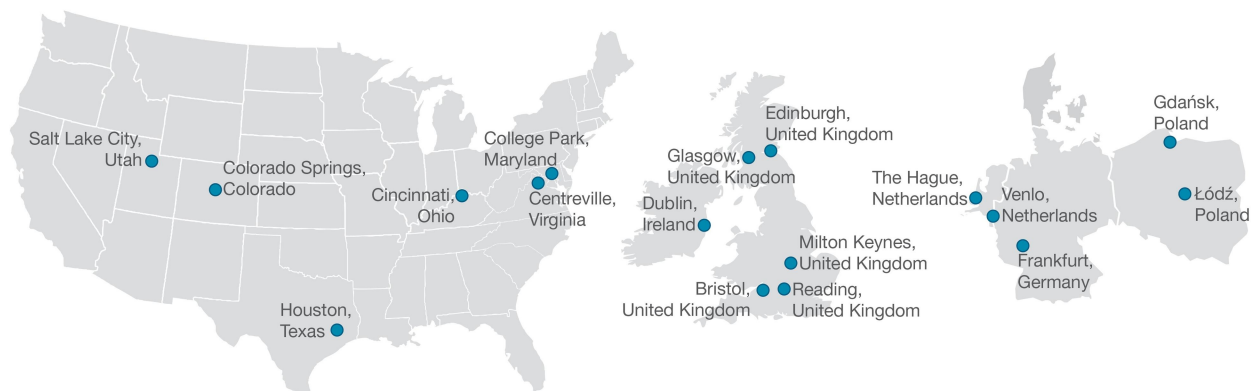 Salt Lake City,
Utah
Colorado Springs,
Colorado
Cincinnati,
Ohio
College Park,
Maryland
Centreville,
Virginia
Houston,
Texas
Edinburgh,
United Kingdom
Glasgow,
United Kingdom
Dublin,
Ireland
Milton Keynes,
United Kingdom
Bristol,
United Kingdom
Reading,
United Kingdom
Gdańsk,
Poland
The Hague,
Netherlands
Venlo,
Netherlands
Łódź,
Poland
Frankfurt,
Germany